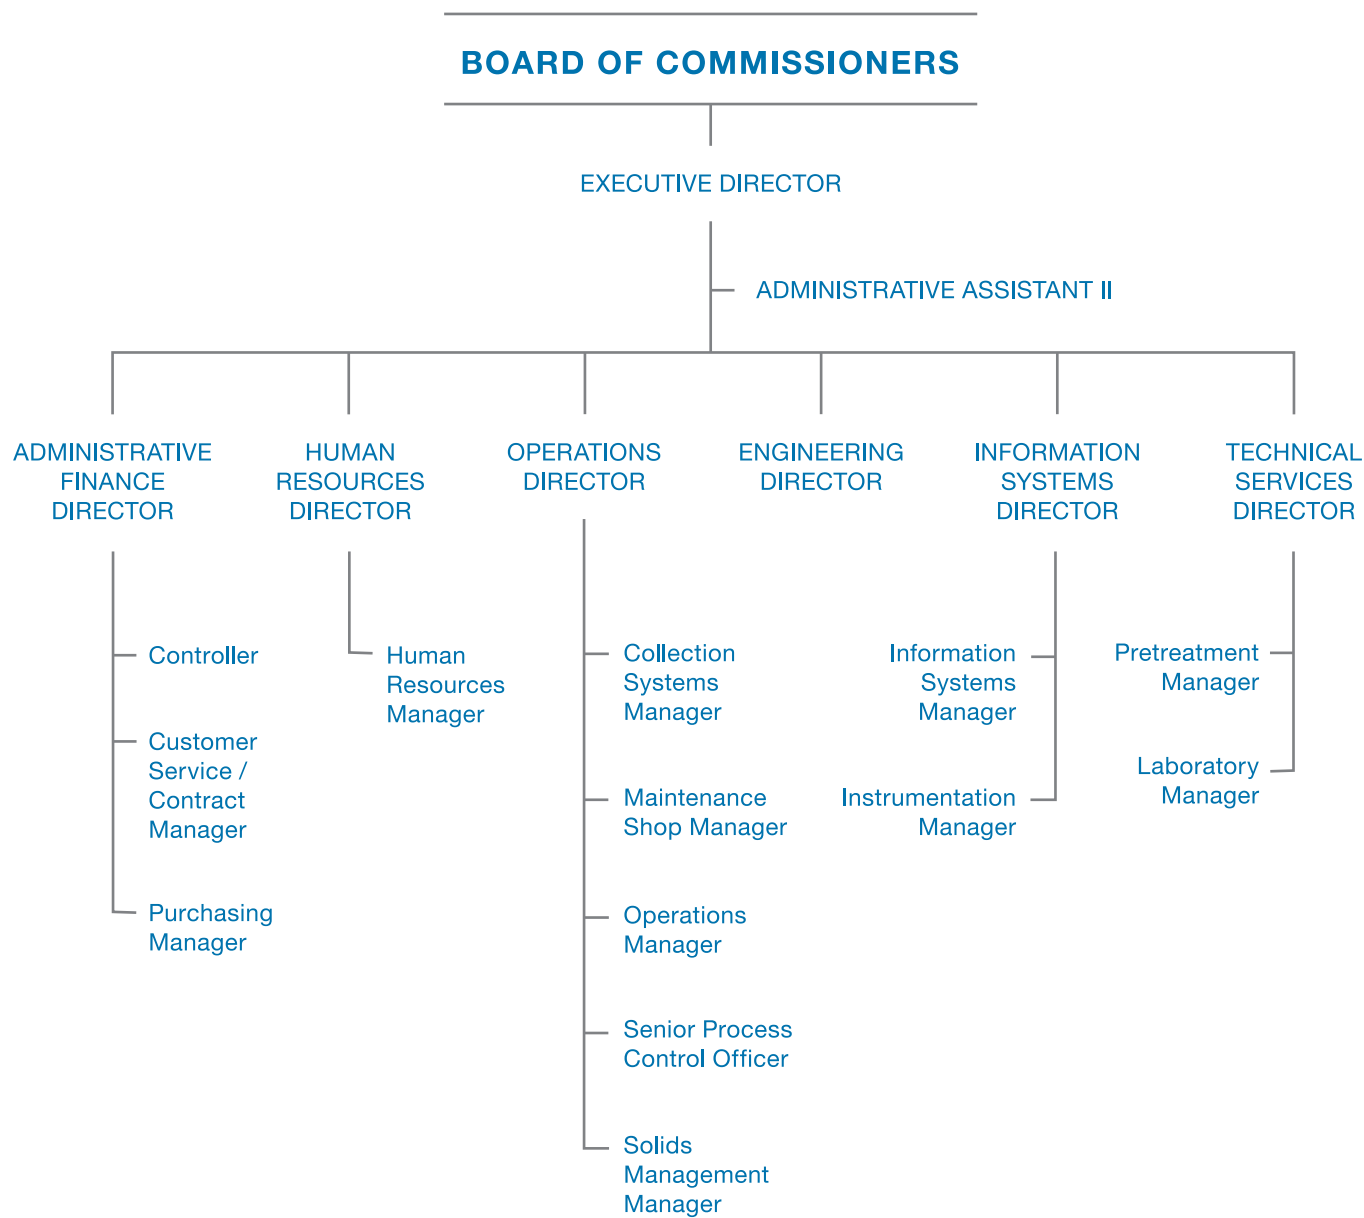 BOARD OF COMMISSIONERS
EXECUTIVE DIRECTOR
ADMINISTRATIVE ASSISTANT II
ADMINISTRATIVE
FINANCE
DIRECTOR
HUMAN
RESOURCES
DIRECTOR
OPERATIONS
DIRECTOR
ENGINEERING
DIRECTOR
INFORMATION
SYSTEMS
DIRECTOR
TECHNICAL
SERVICES
DIRECTOR
Controller
Customer
Service /
Contract
Manager
Purchasing
Manager
Human
Resources
Manager
Collection
Systems
Manager
Maintenance
Shop Manager
Operations
Manager
Senior Process
Control Officer
Solids
Management
Manager
Information
Systems
Manager
Instrumentation
Manager
Pretreatment
Manager
Laboratory
Manager